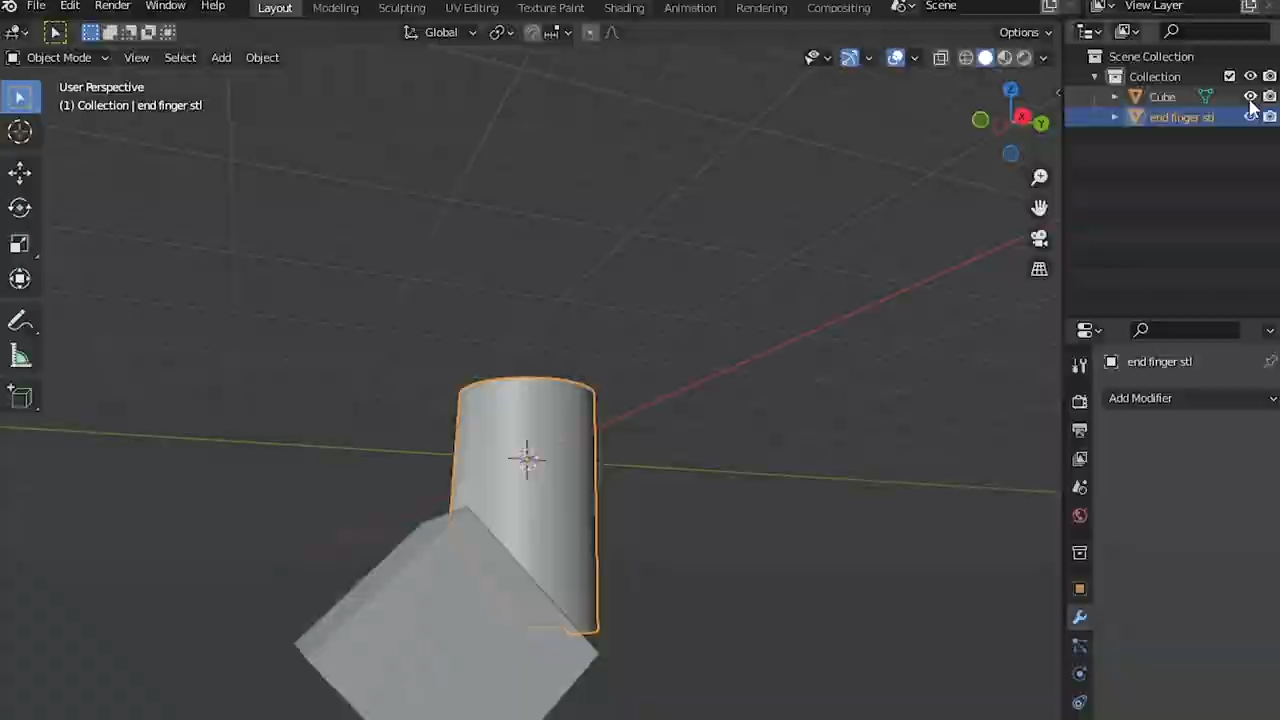 File Edit Render Window Help Layout Modeling Sculpting UV Editing Texture Paint Shading Animation Rendering Compositing Scene View Layer
Global Options
Object Mode View Select Add Object
User Perspective
(1) Collection | end finger stl
Z
X
Y
Scene Collection
Collection
Cube
end finger stl
end finger stl
Add Modifier